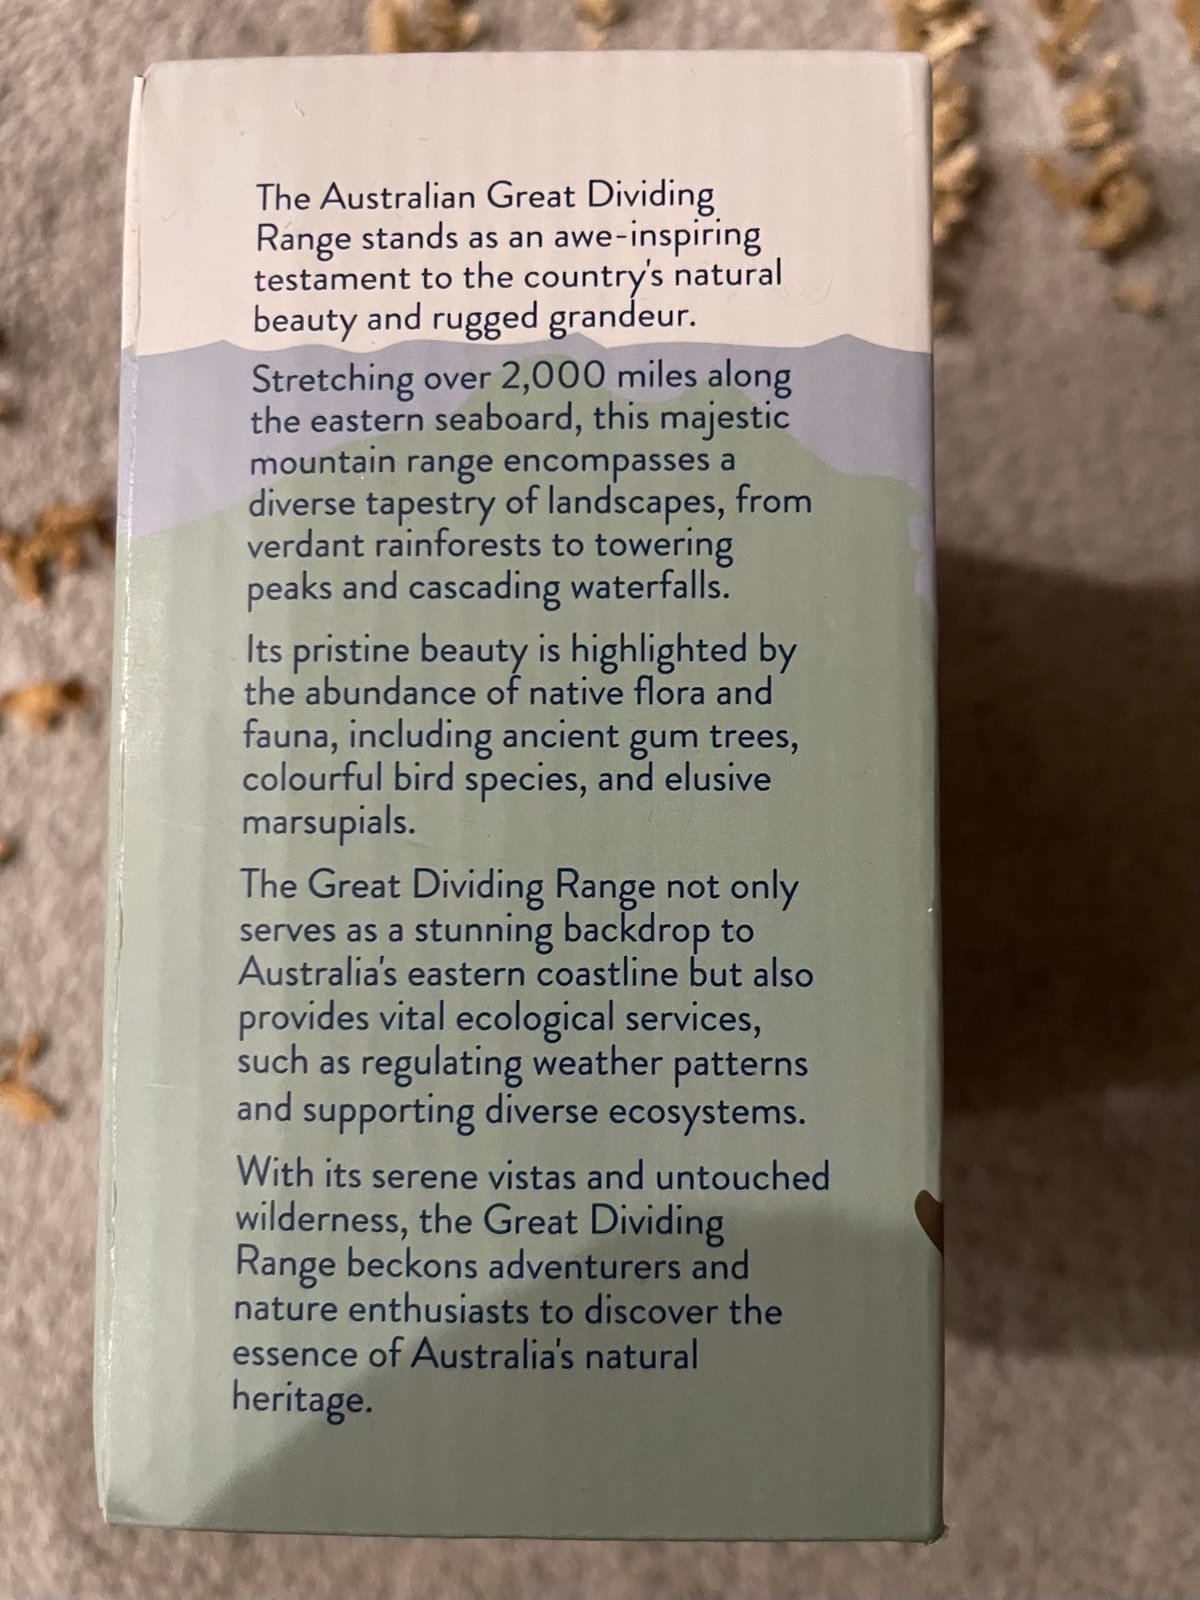 The Australian Great Dividing
Range stands as an awe-inspiring
testament to the country's natural
beauty and rugged grandeur.
Stretching over 2,000 miles along
the eastern seaboard, this majestic
mountain range encompasses a
diverse tapestry of landscapes, from
verdant rainforests to towering
peaks and cascading waterfalls.
Its pristine beauty is highlighted by
the abundance of native flora and
fauna, including ancient gum trees,
colourful bird species, and elusive
marsupials.
The Great Dividing Range not only
serves as a stunning backdrop to
Australia's eastern coastline but also
provides vital ecological services,
such as regulating weather patterns
and supporting diverse ecosystems.
With its serene vistas and untouched
wilderness, the Great Dividing
Range beckons adventurers and
nature enthusiasts to discover the
essence of Australia's natural
heritage.